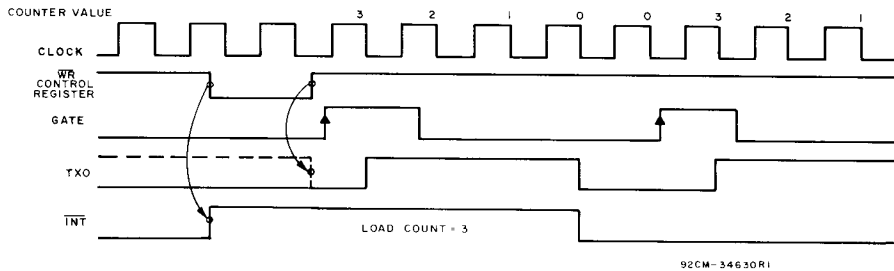 COUNTER VALUE 3 2 1 0 0 3 2 1
CLOCK
WR
CONTROL
REGISTER
GATE
TXO
INT
LOAD COUNT = 3
92CM-34630R1